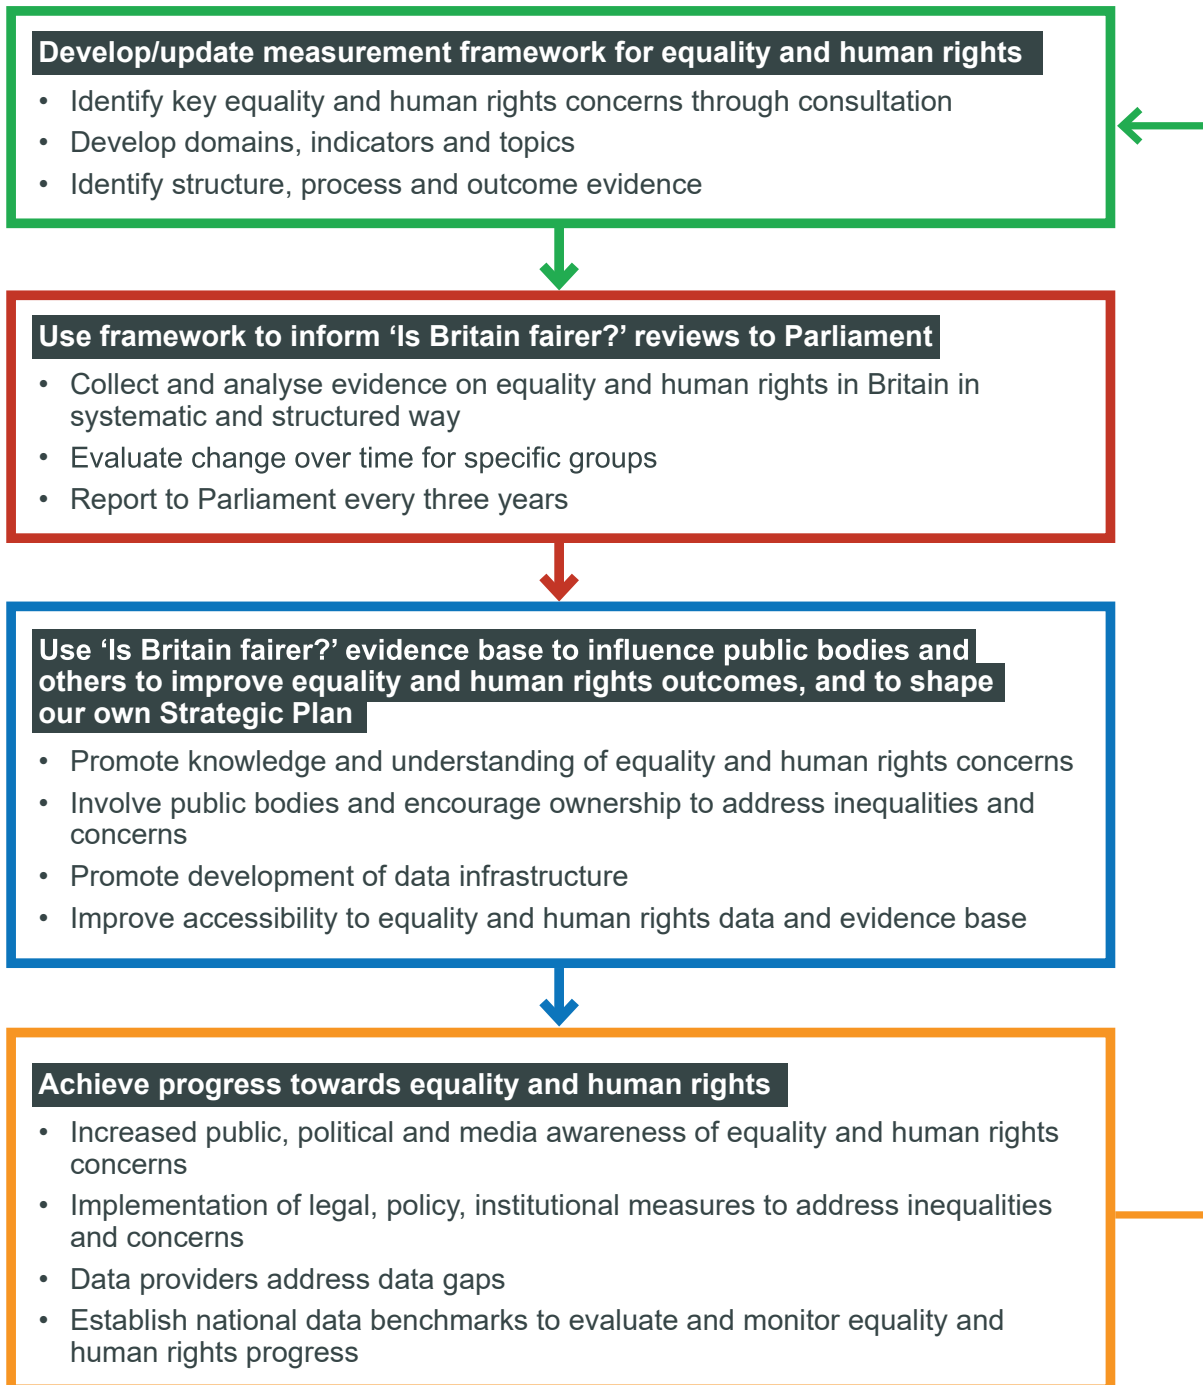 Develop/update measurement framework for equality and human rights
• Identify key equality and human rights concerns through consultation
• Develop domains, indicators and topics
• Identify structure, process and outcome evidence
Use framework to inform ‘Is Britain fairer?’ reviews to Parliament
• Collect and analyse evidence on equality and human rights in Britain in
systematic and structured way
• Evaluate change over time for specific groups
• Report to Parliament every three years
Use ‘Is Britain fairer?’ evidence base to influence public bodies and
others to improve equality and human rights outcomes, and to shape
our own Strategic Plan
• Promote knowledge and understanding of equality and human rights concerns
• Involve public bodies and encourage ownership to address inequalities and
concerns
• Promote development of data infrastructure
• Improve accessibility to equality and human rights data and evidence base
Achieve progress towards equality and human rights
• Increased public, political and media awareness of equality and human rights
concerns
• Implementation of legal, policy, institutional measures to address inequalities
and concerns
• Data providers address data gaps
• Establish national data benchmarks to evaluate and monitor equality and
human rights progress